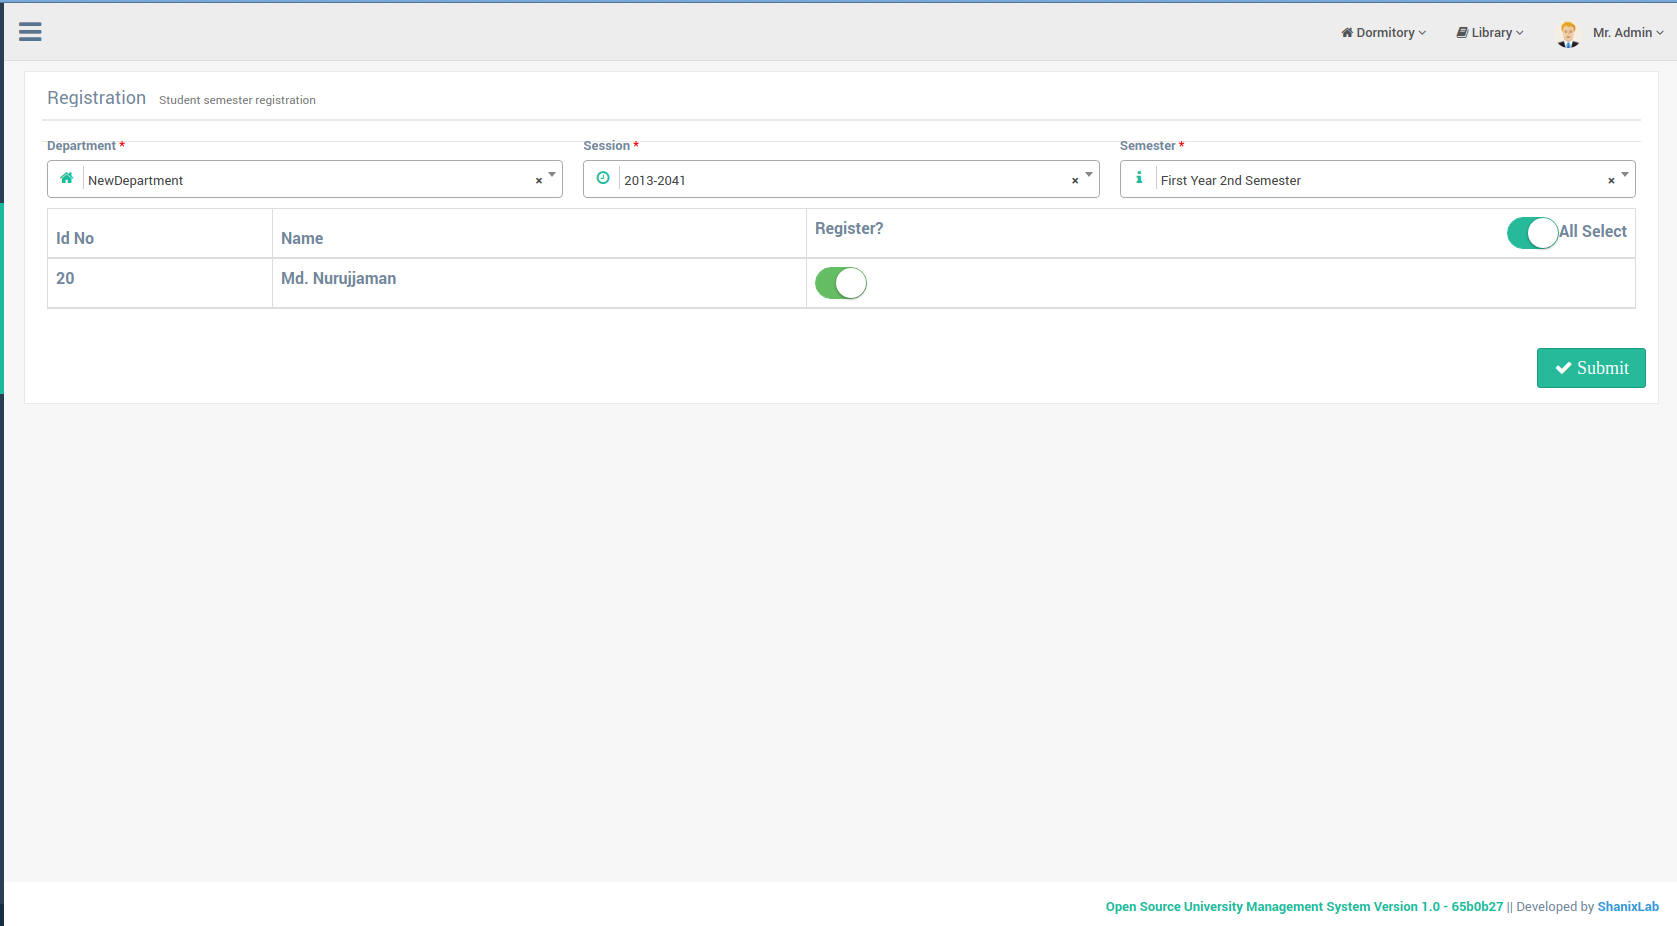 Dormitory Library Mr. Admin
Registration Student semester registration
Department * Session * Semester *
NewDepartment × 2013-2041 × First Year 2nd Semester ×
Id No Name Register? All Select
20 Md. Nurujjaman
Submit
Open Source University Management System Version 1.0 - 65b0b27 || Developed by ShanixLab